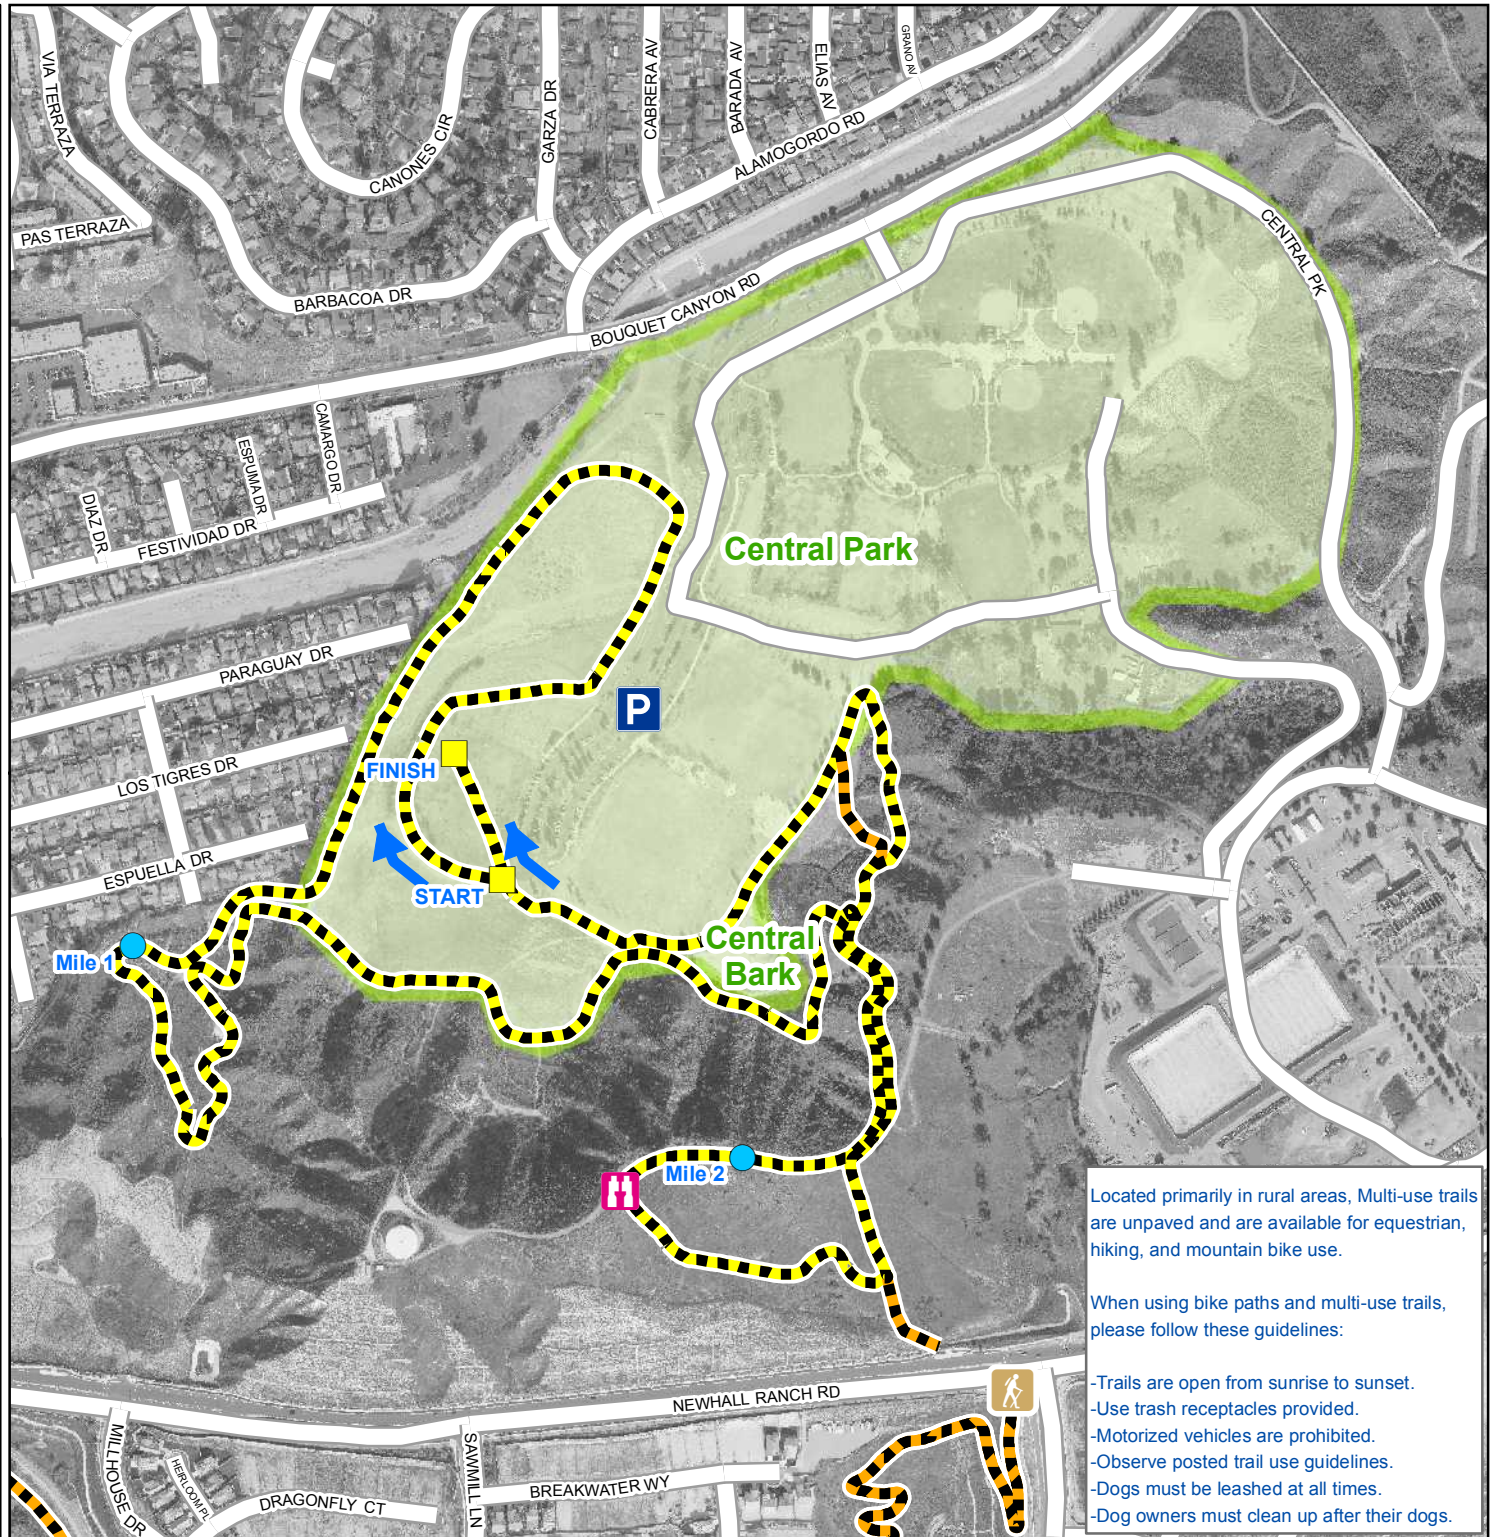 GRANO AV
VIA TERRAZA
CABRERA AV
BARADA AV
ELIAS AV
GARZA DR
CANONES CIR
ALAMOGORDO RD
PAS TERRAZA
CENTRAL PK
BARBACOA DR
BOUQUET CANYON RD
CAMARGO DR
ESPUMA DR
DIAZ DR
FESTIVIDAD DR
Central Park
PARAGUAY DR
P
LOS TIGRES DR
FINISH
ESPUELLA DR
START
Central
Bark
Mile 1
Mile 2
Located primarily in rural areas, Multi-use trails
are unpaved and are available for equestrian,
hiking, and mountain bike use.
When using bike paths and multi-use trails,
please follow these guidelines:
-Trails are open from sunrise to sunset.
-Use trash receptacles provided.
-Motorized vehicles are prohibited.
-Observe posted trail use guidelines.
-Dogs must be leashed at all times.
-Dog owners must clean up after their dogs.
NEWHALL RANCH RD
MILLHOUSE DR
HEIRLOOM PL
SAWMILL LN
BREAKWATER WY
DRAGONFLY CT